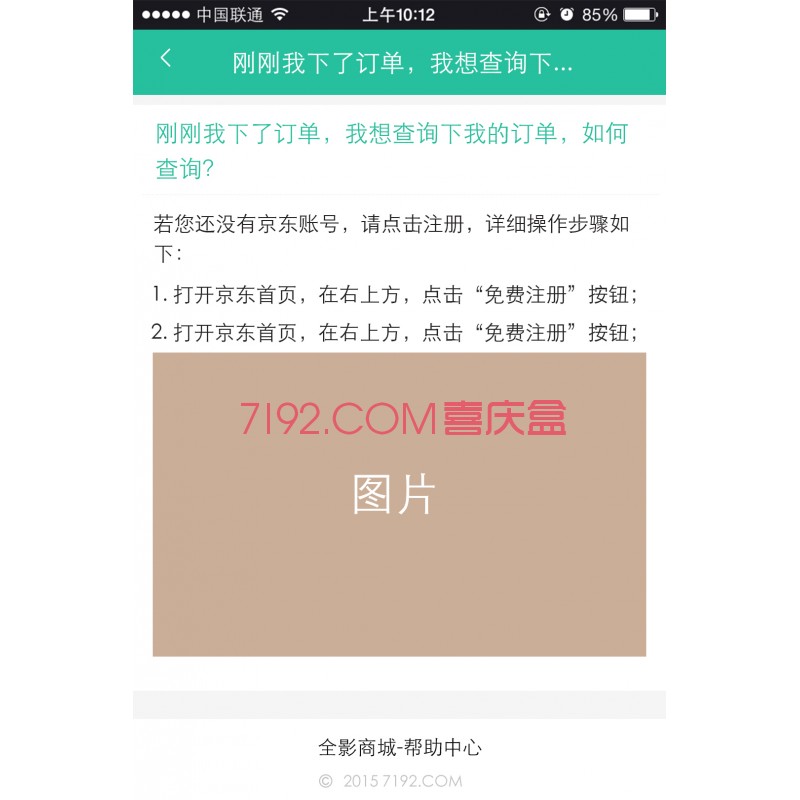 中国联通 上午10:12 85%
刚刚我下了订单，我想查询下...
刚刚我下了订单，我想查询下我的订单，如何
查询?
若您还没有京东账号，请点击注册，详细操作步骤如
下：
1. 打开京东首页，在右上方，点击“免费注册”按钮；
2. 打开京东首页，在右上方，点击“免费注册”按钮；
7192.COM喜庆盒
图片
全影商城-帮助中心
© 2015 7192.COM